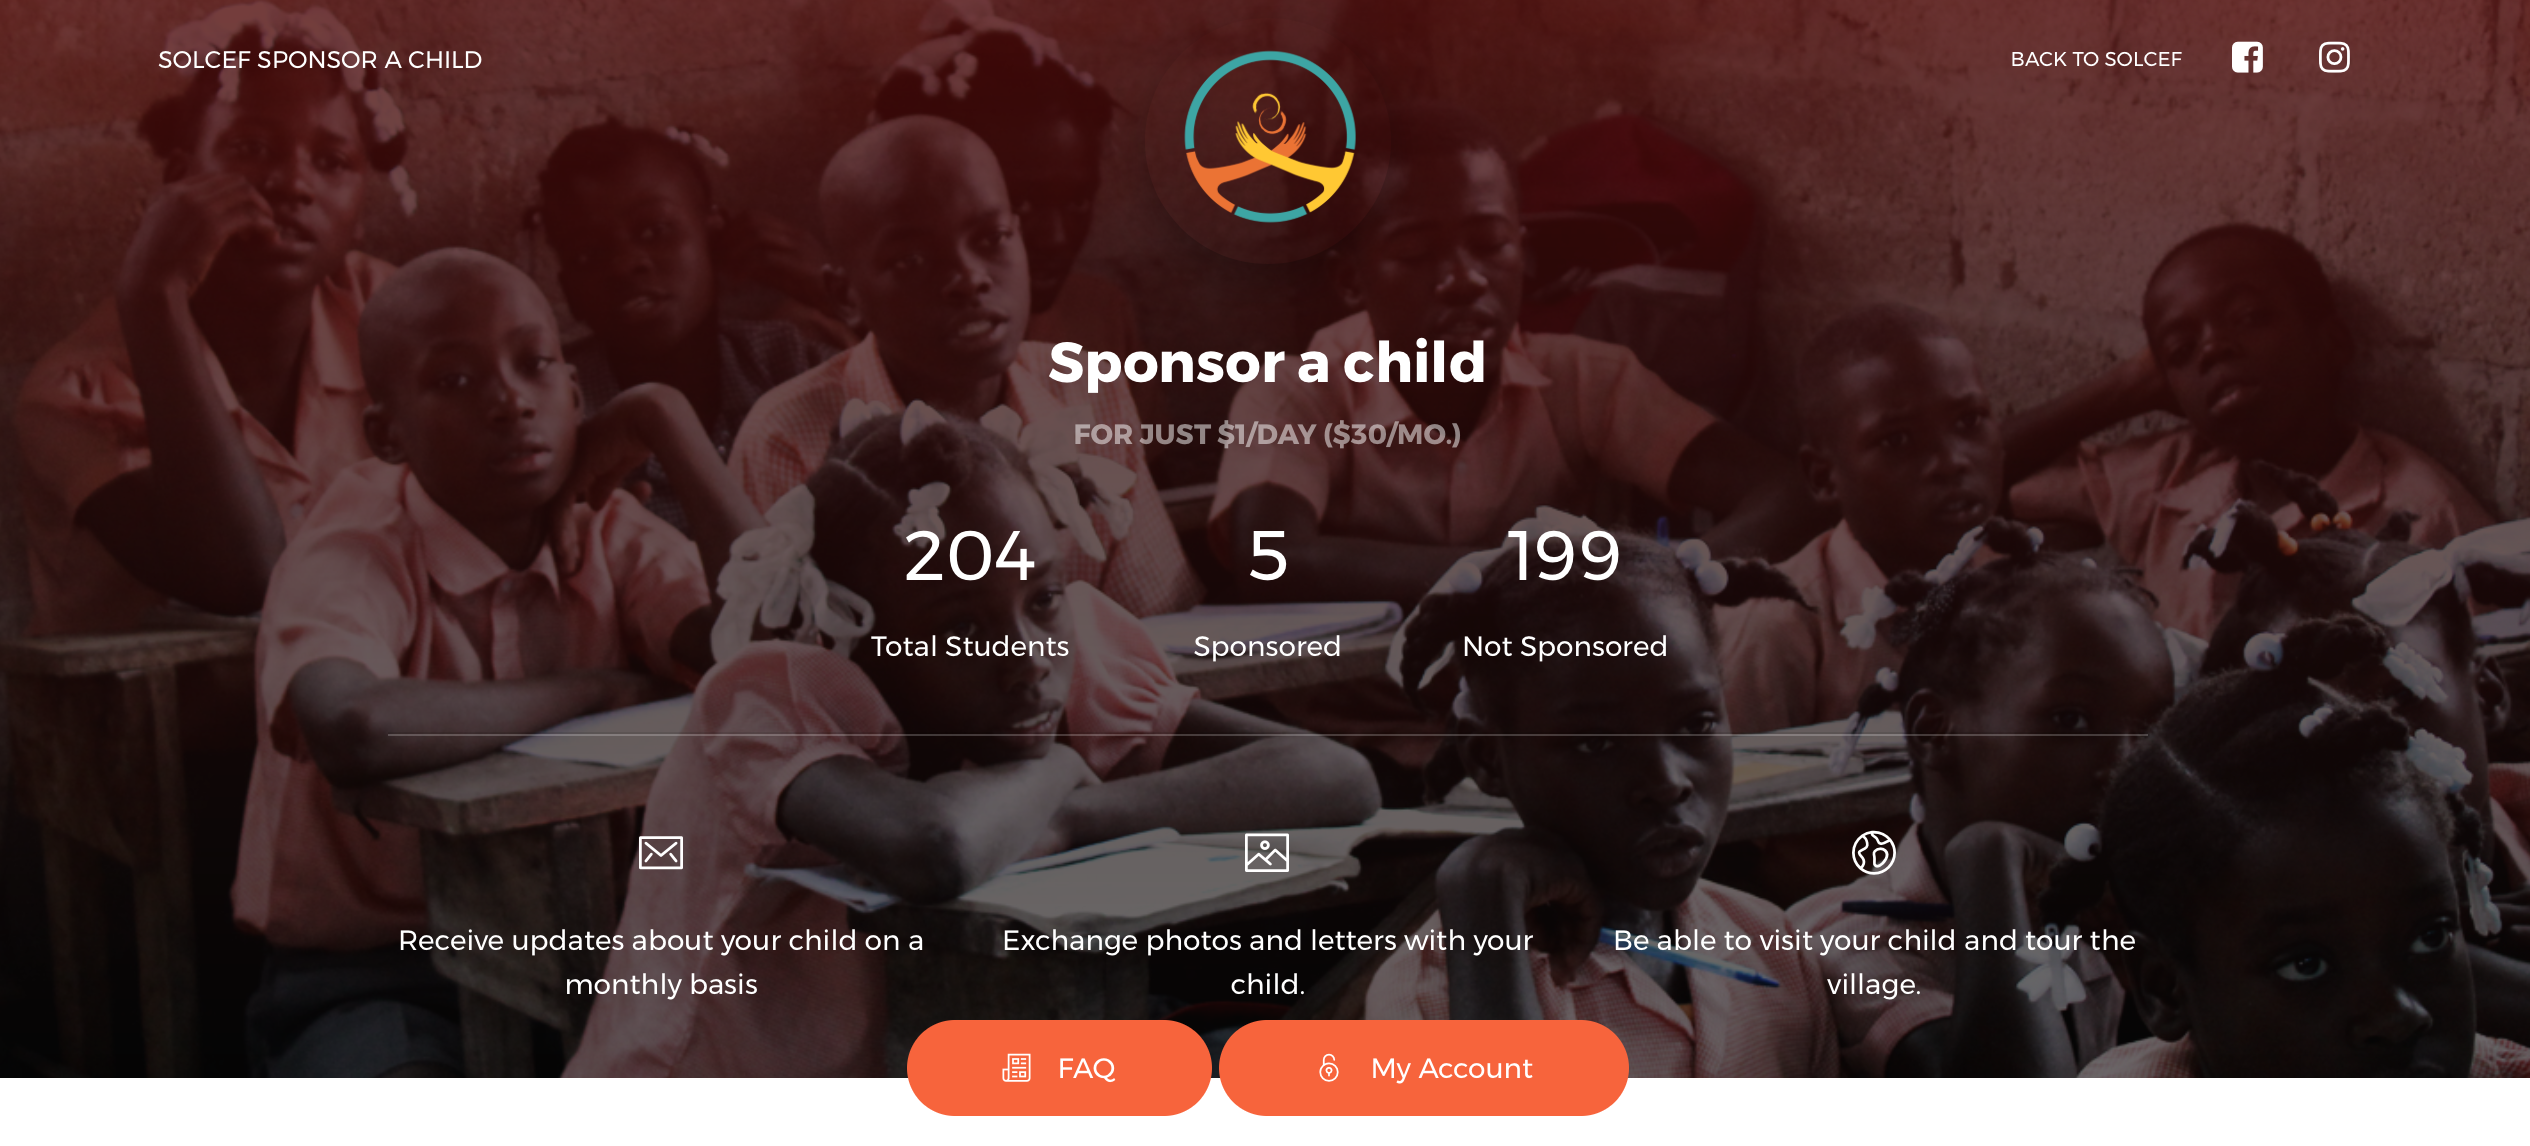 SOLCEF SPONSOR A CHILD
BACK TO SOLCEF
Sponsor a child
FOR JUST $1/DAY ($30/MO.)
204
5
199
Total Students
Sponsored
Not Sponsored
Receive updates about your child on a
monthly basis
Exchange photos and letters with your
child.
Be able to visit your child and tour the
village.
FAQ
My Account